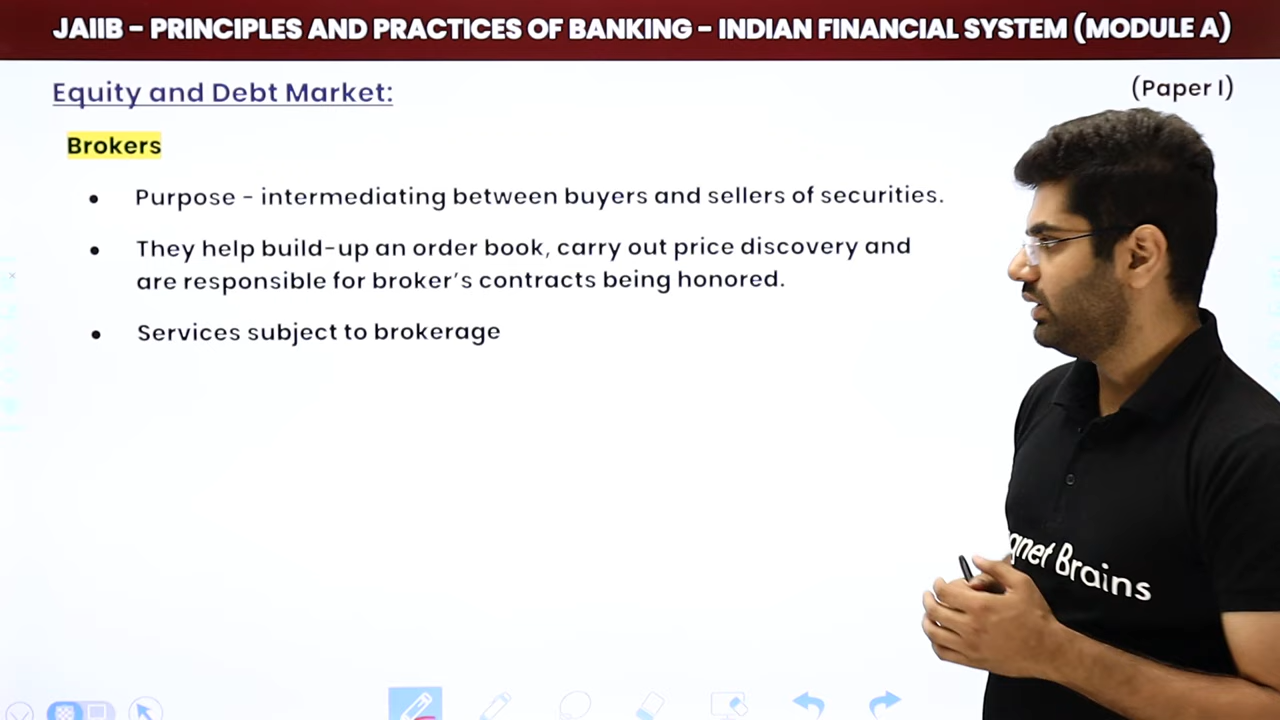 JAIIB – PRINCIPLES AND PRACTICES OF BANKING – INDIAN FINANCIAL SYSTEM (MODULE A)
Equity and Debt Market:
(Paper I)
Brokers
• Purpose – intermediating between buyers and sellers of securities.
• They help build-up an order book, carry out price discovery and
are responsible for broker's contracts being honored.
• Services subject to brokerage
gnet Brains